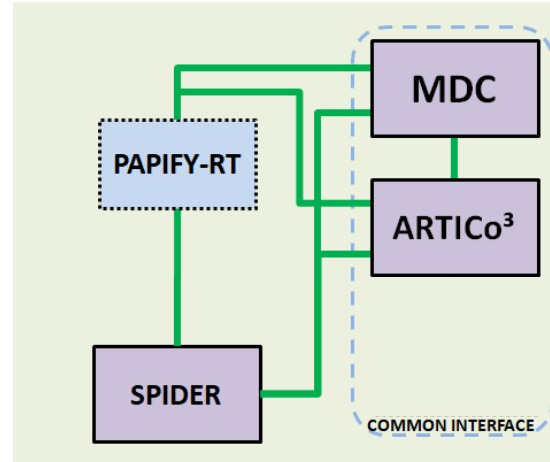 MDC
PAPIFY-RT
ARTICo³
SPIDER
COMMON INTERFACE